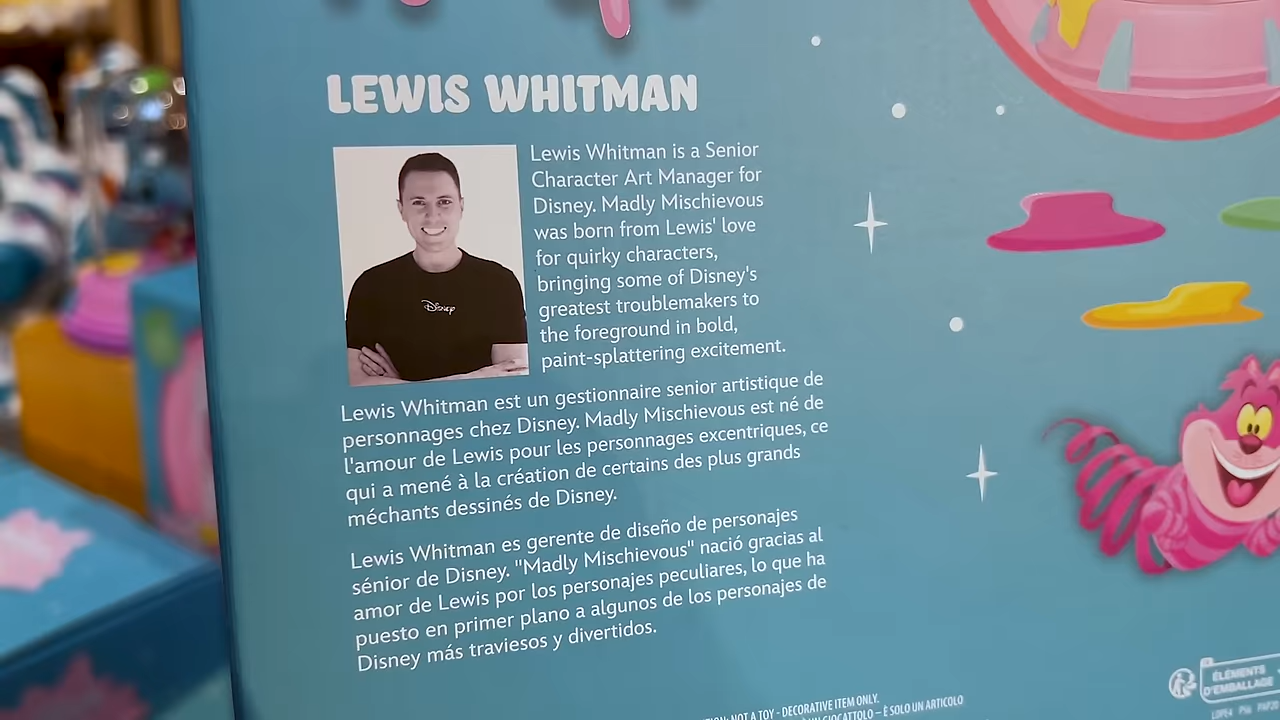 LEWIS WHITMAN
Lewis Whitman is a Senior
Character Art Manager for
Disney. Madly Mischievous
was born from Lewis' love
for quirky characters,
bringing some of Disney's
greatest troublemakers to
the foreground in bold,
paint-splattering excitement.
Disney
Lewis Whitman est un gestionnaire senior artistique de
personnages chez Disney. Madly Mischievous est né de
l'amour de Lewis pour les personnages excentriques, ce
qui a mené à la création de certains des plus grands
méchants dessinés de Disney.
Lewis Whitman es gerente de diseño de personajes
sénior de Disney. "Madly Mischievous" nació gracias al
amor de Lewis por los personajes peculiares, lo que ha
puesto en primer plano a algunos de los personajes de
Disney más traviesos y divertidos.
NOT A TOY - DECORATIVE ITEM ONLY.
GIOCATTOLO – È SOLO UN ARTICOLO
ÉLÉMENTS
D'EMBALLAGE